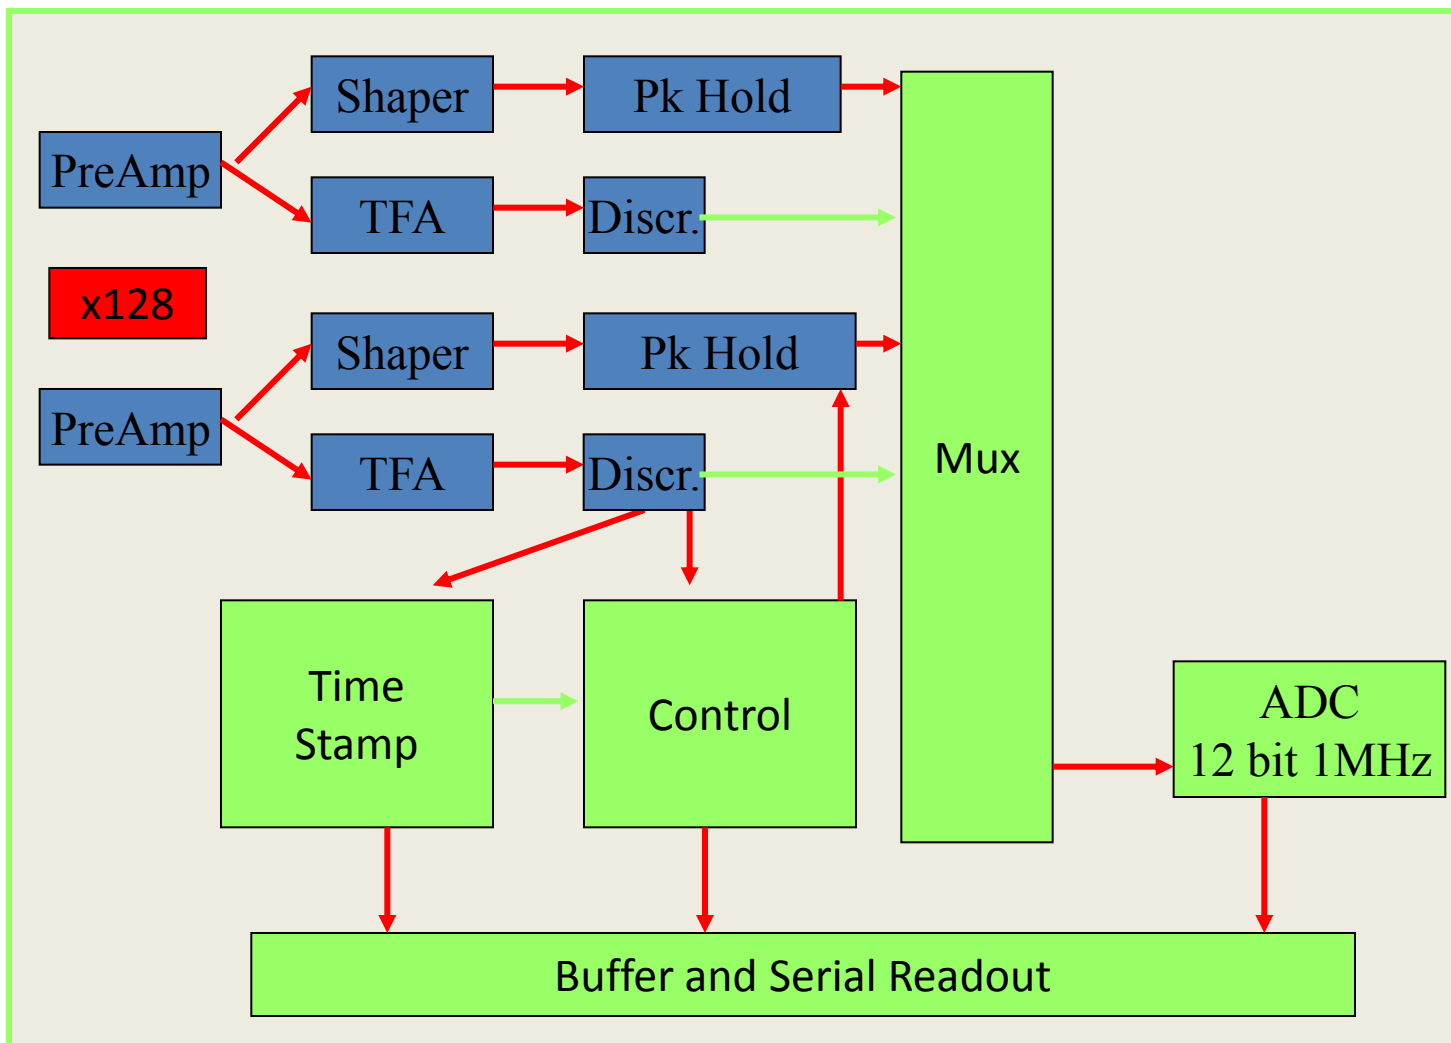 Shaper
Pk Hold
PreAmp
TFA
Discr.
x128
Shaper
Pk Hold
PreAmp
TFA
Discr.
Mux
Time
Stamp
Control
ADC
12 bit 1MHz
Buffer and Serial Readout